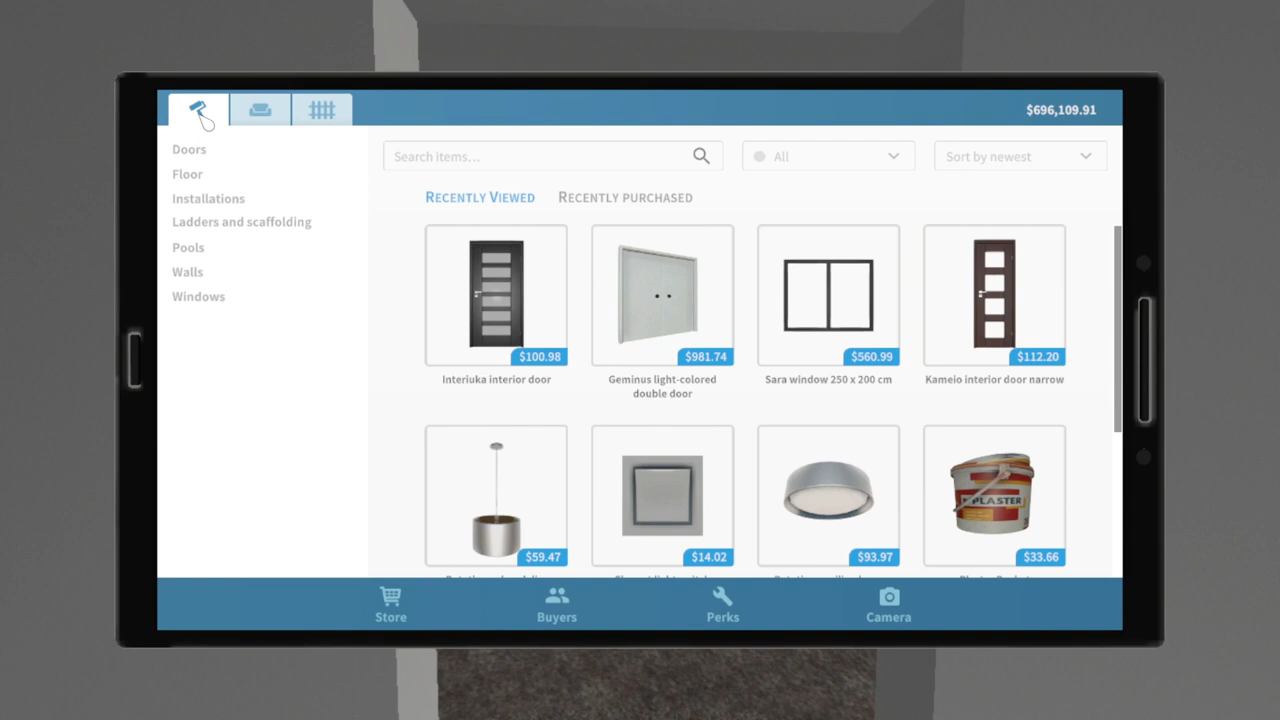 $696,109.91
Doors
Floor
Installations
Ladders and scaffolding
Pools
Walls
Windows
Search items...
All
Sort by newest
Recently Viewed
Recently purchased
$100.98
$981.74
$560.99
$112.20
Interiuka interior door
Geminus light-colored
double door
Sara window 250 x 200 cm
Kameio interior door narrow
PLASTER
$59.47
$14.02
$93.97
$33.66
Store
Buyers
Perks
Camera